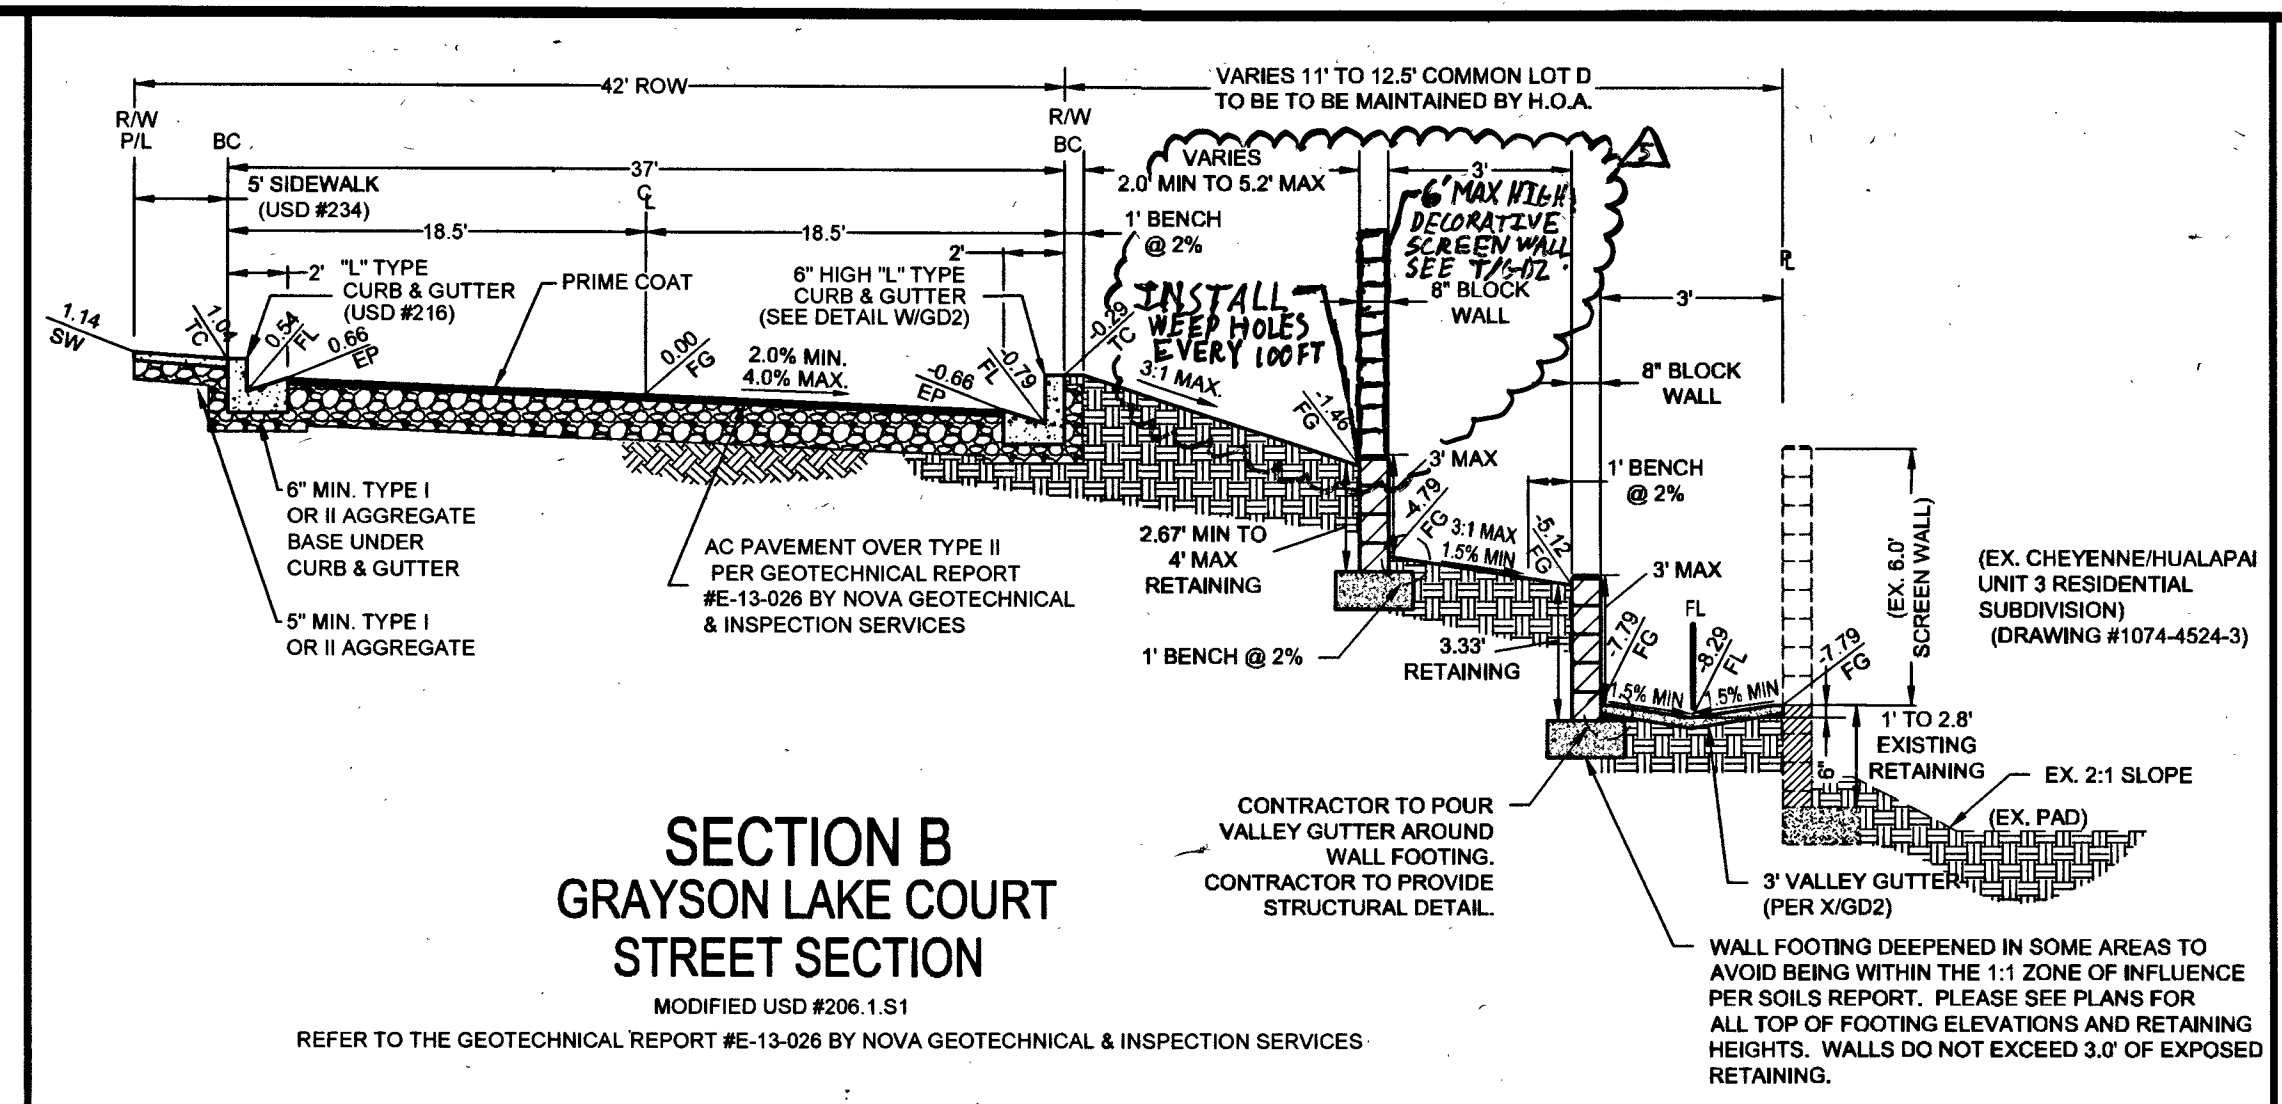 42' ROW
VARIES 11' TO 12.5' COMMON LOT D
TO BE TO BE MAINTAINED BY H.O.A.
R/W
P/L
BC
R/W
BC
5
37'
VARIES
2.0' MIN TO 5.2' MAX
3'
5' SIDEWALK
(USD #234)
C
L
6' MAX HIGH
DECORATIVE
SCREEN WALL
SEE T/GD2
18.5'
18.5'
1' BENCH
@ 2%
2'
2'
"L" TYPE
CURB & GUTTER
(USD #216)
PRIME COAT
6" HIGH "L" TYPE
CURB & GUTTER
(SEE DETAIL W/GD2)
INSTALL
WEEP HOLES
EVERY 100FT
8" BLOCK
WALL
PL
3'
1.14
SW
1.04
TC
0.54
FL
0.66
EP
0.00
FG
2.0% MIN.
4.0% MAX.
-0.66
EP
-0.79
FL
-0.29
TC
3:1 MAX.
-1.46
FG
8" BLOCK
WALL
3' MAX
1' BENCH
@ 2%
6" MIN. TYPE I
OR II AGGREGATE
BASE UNDER
CURB & GUTTER
5" MIN. TYPE I
OR II AGGREGATE
AC PAVEMENT OVER TYPE II
PER GEOTECHNICAL REPORT
#E-13-026 BY NOVA GEOTECHNICAL
& INSPECTION SERVICES
2.67' MIN TO
4' MAX
RETAINING
-4.79
FG
3:1 MAX
1.5% MIN
-5.12
FG
3' MAX
1' BENCH @ 2%
3.33'
RETAINING
-7.79
FG
FL
-8.29
FL
1.5% MIN
1.5% MIN
-7.79
FG
(EX. 6.0'
SCREEN WALL)
(EX. CHEYENNE/HUALAPAI
UNIT 3 RESIDENTIAL
SUBDIVISION)
(DRAWING #1074-4524-3)
1' TO 2.8'
EXISTING
RETAINING
6"
EX. 2:1 SLOPE
(EX. PAD)
CONTRACTOR TO POUR
VALLEY GUTTER AROUND
WALL FOOTING.
CONTRACTOR TO PROVIDE
STRUCTURAL DETAIL.
3' VALLEY GUTTER
(PER X/GD2)
WALL FOOTING DEEPENED IN SOME AREAS TO
AVOID BEING WITHIN THE 1:1 ZONE OF INFLUENCE
PER SOILS REPORT. PLEASE SEE PLANS FOR
ALL TOP OF FOOTING ELEVATIONS AND RETAINING
HEIGHTS. WALLS DO NOT EXCEED 3.0' OF EXPOSED
RETAINING.
SECTION B
GRAYSON LAKE COURT
STREET SECTION
MODIFIED USD #206.1.S1
REFER TO THE GEOTECHNICAL REPORT #E-13-026 BY NOVA GEOTECHNICAL & INSPECTION SERVICES